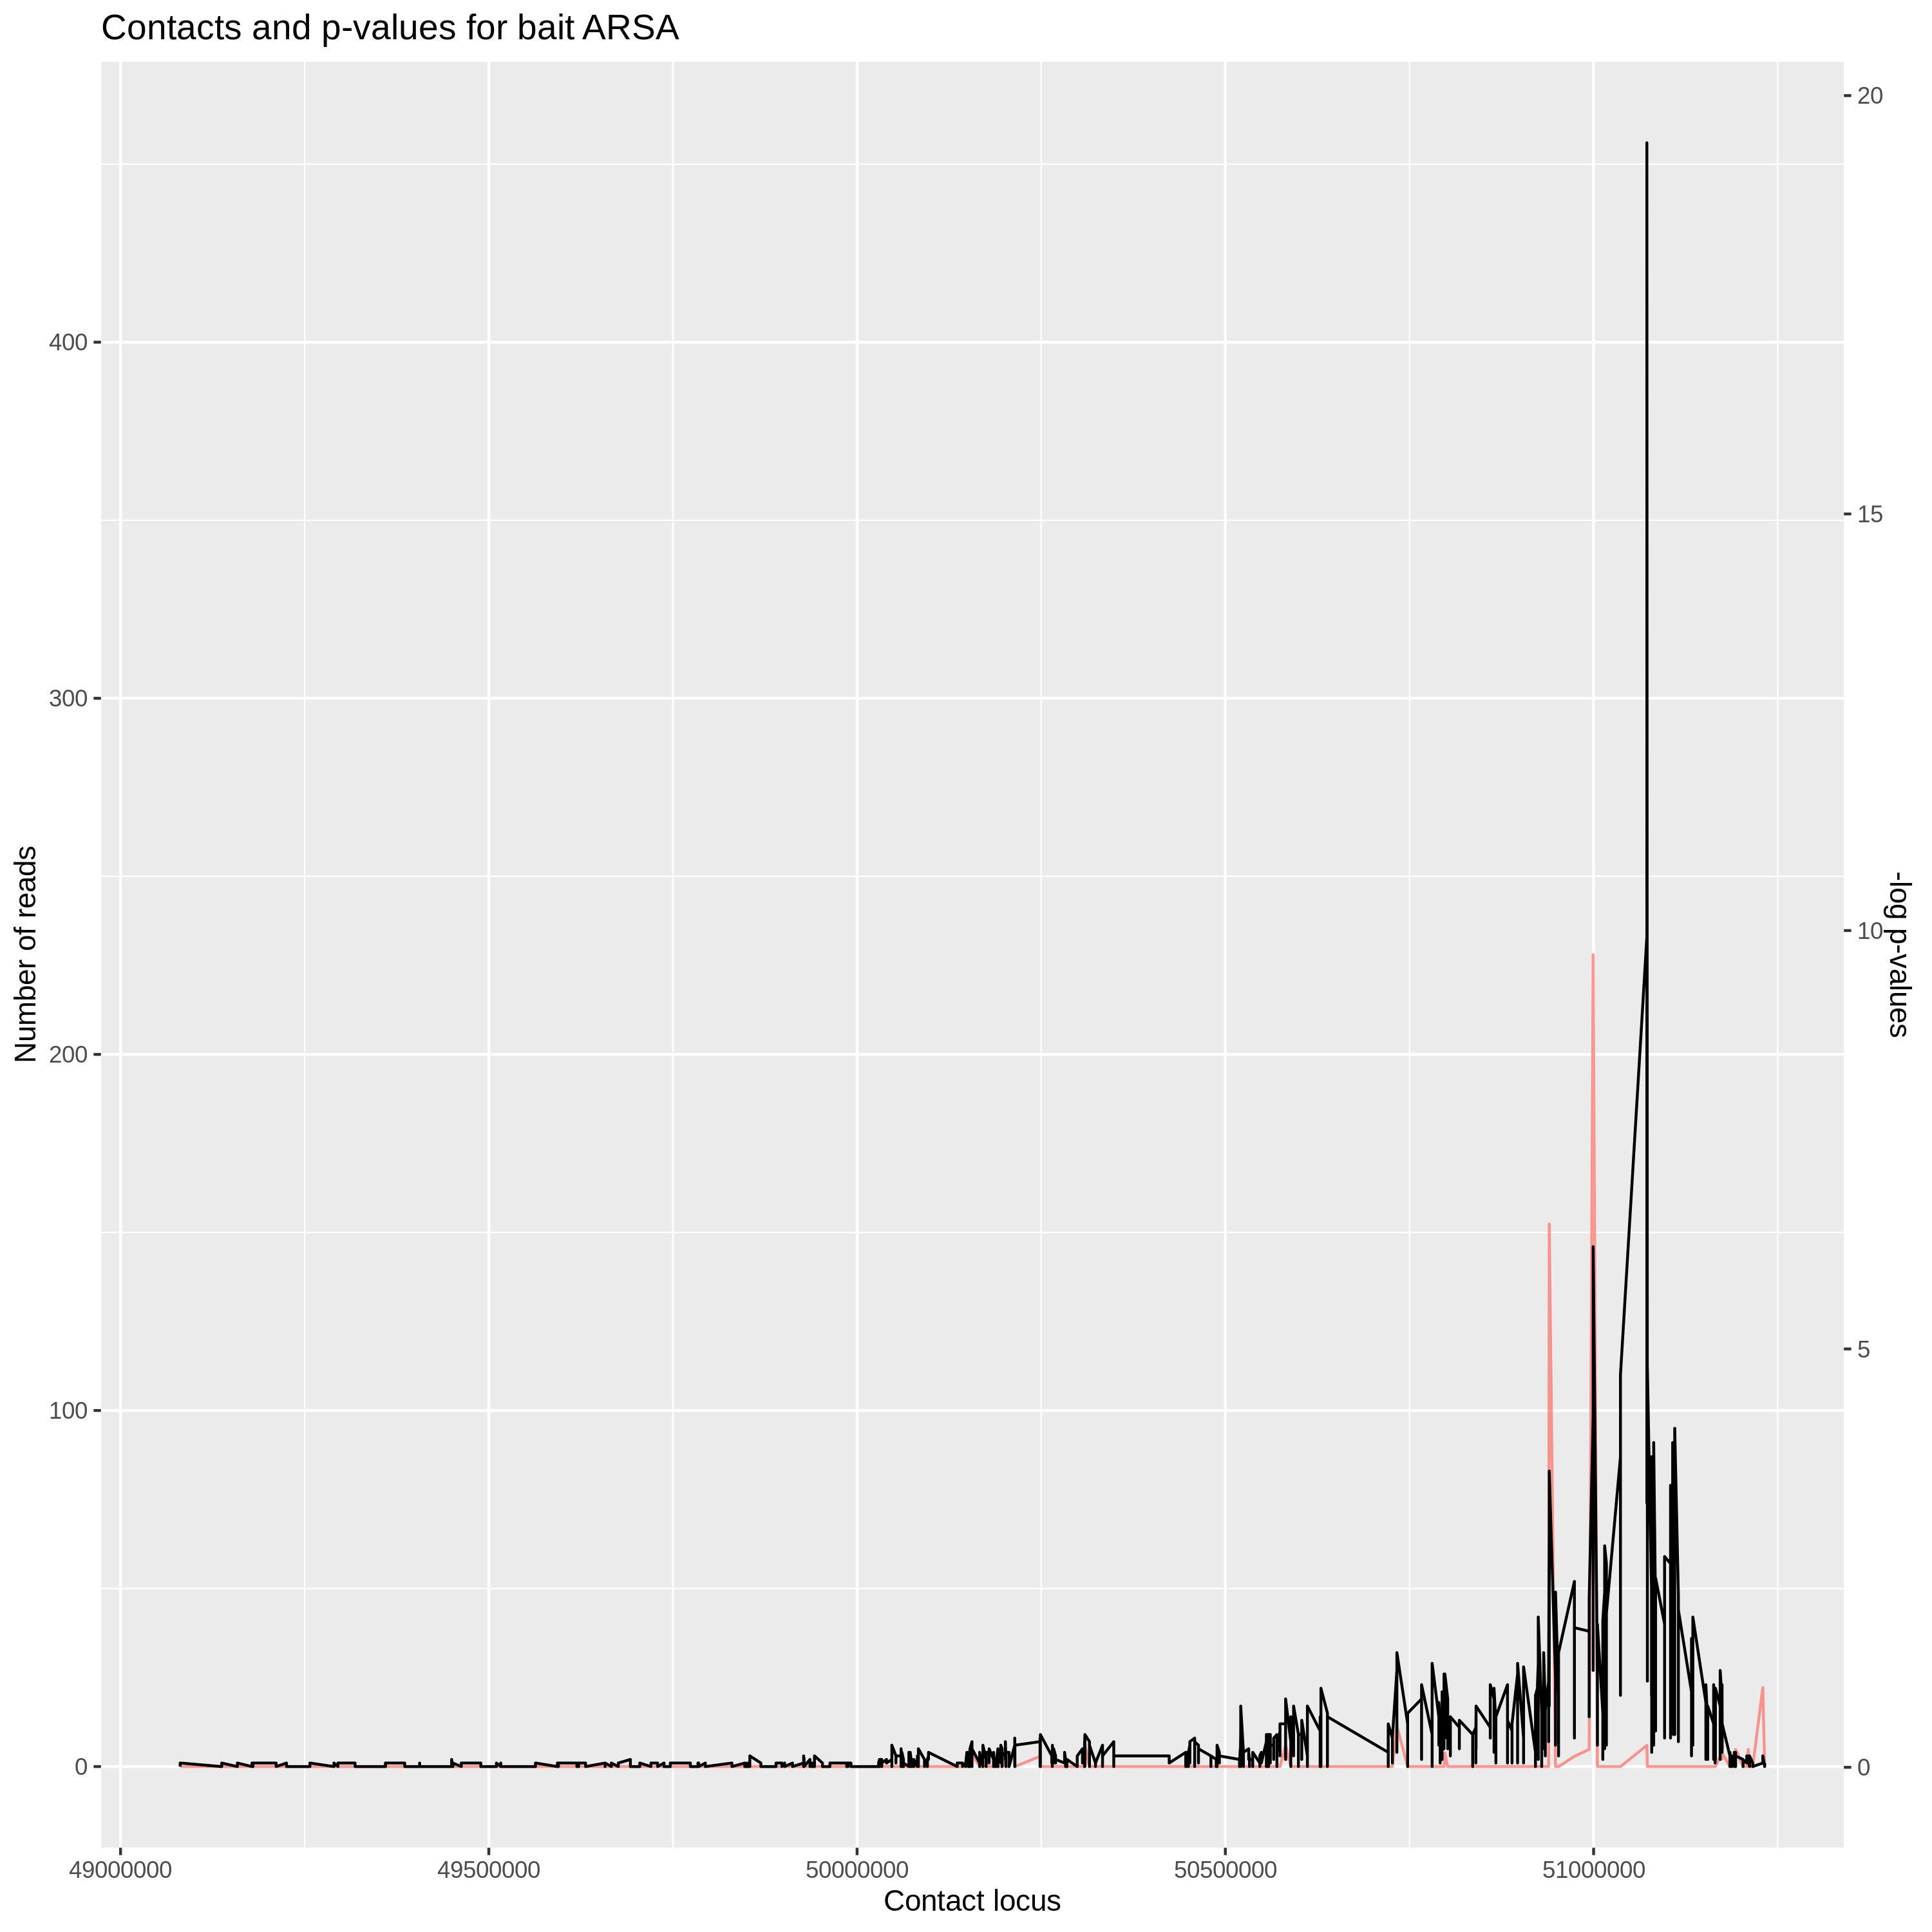 Contacts and p-values for bait ARSA
Number of reads
400
300
200
100
0
20
15
10
5
0
-log p-values
49000000 49500000 50000000 50500000 51000000
Contact locus